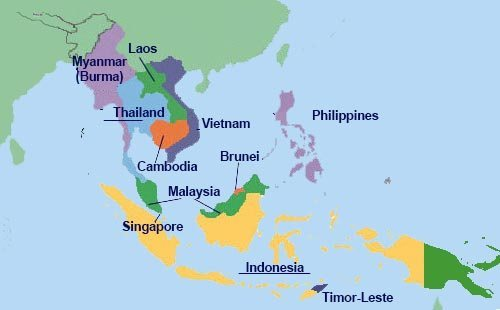 Laos
Myanmar
(Burma)
Thailand
Philippines
Vietnam
Cambodia
Brunei
Malaysia
Singapore
Indonesia
Timor-Leste